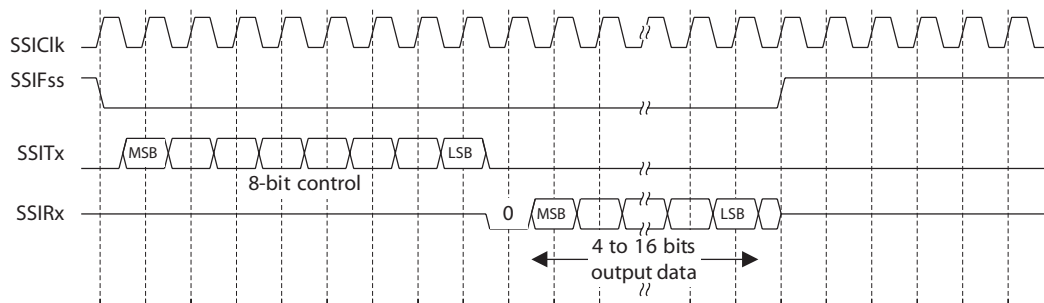 SSIClk
SSIFss
SSITx
MSB
LSB
8-bit control
SSIRx
0
MSB
LSB
4 to 16 bits
output data